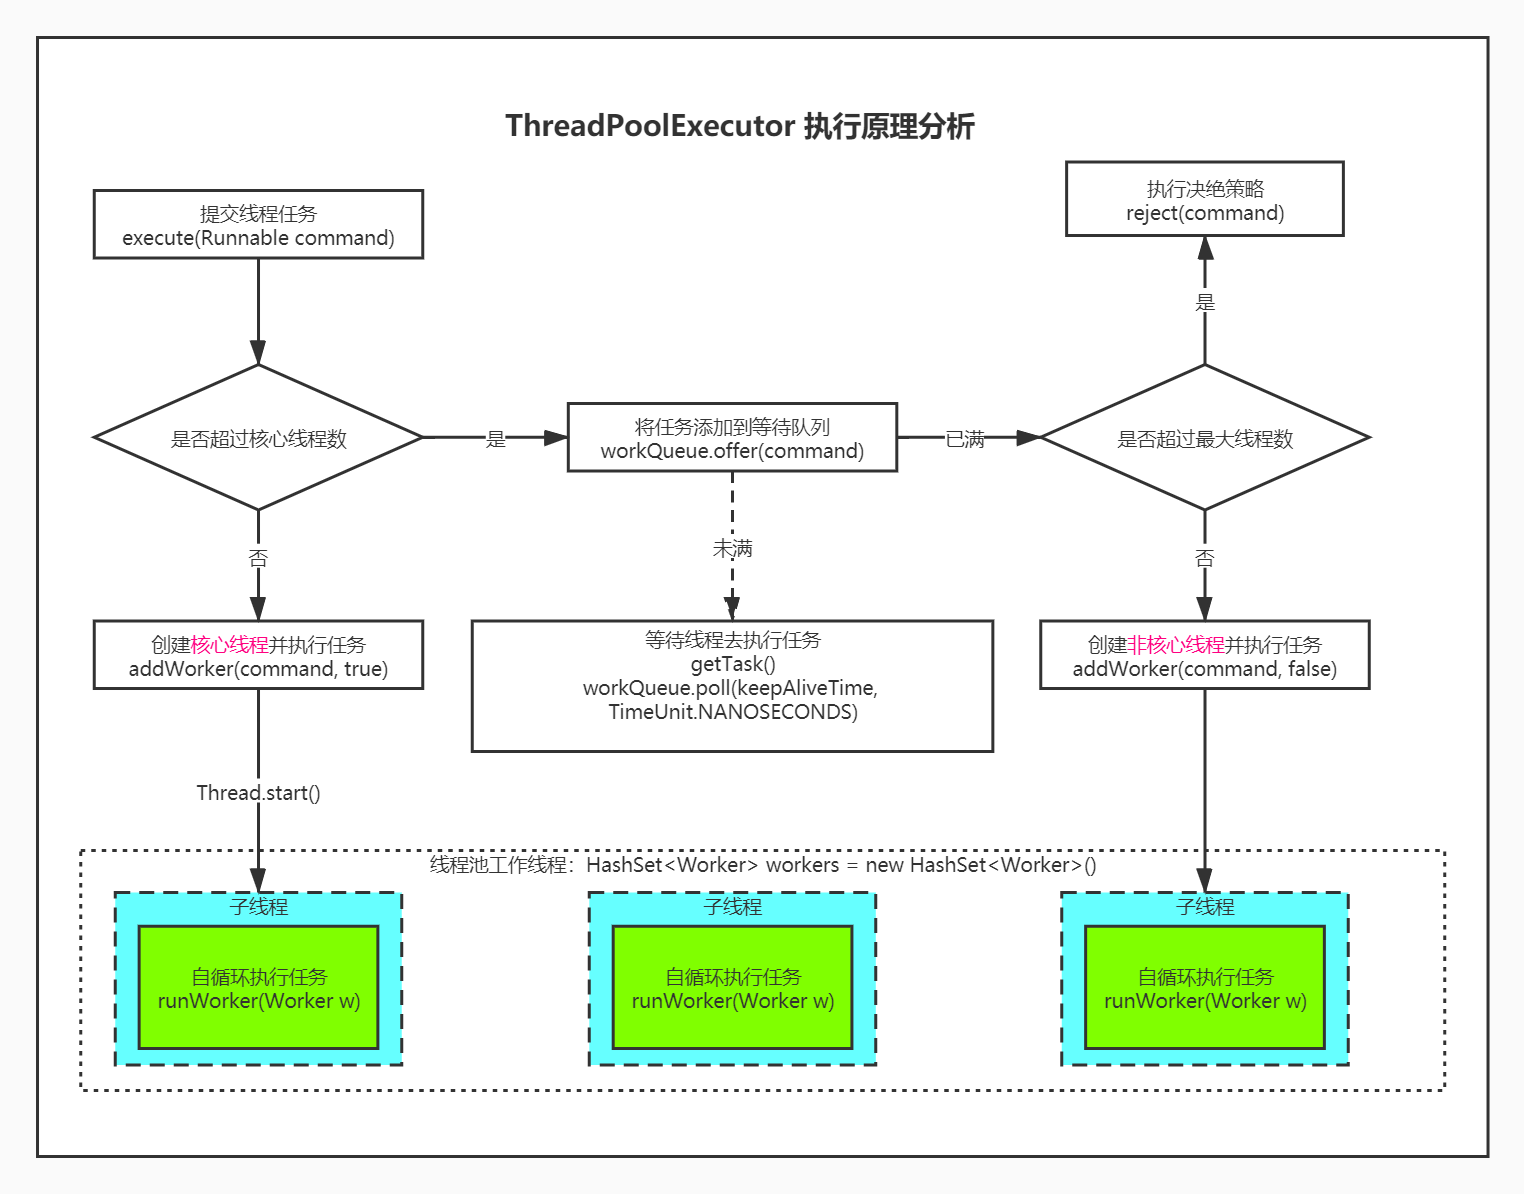 ThreadPoolExecutor 执行原理分析
提交线程任务
execute(Runnable command)
执行决绝策略
reject(command)
是
是否超过核心线程数
是
将任务添加到等待队列
workQueue.offer(command)
已满
是否超过最大线程数
否
未满
否
创建核心线程并执行任务
addWorker(command, true)
等待线程去执行任务
getTask()
workQueue.poll(keepAliveTime,
TimeUnit.NANOSECONDS)
创建非核心线程并执行任务
addWorker(command, false)
Thread.start()
线程池工作线程：HashSet<Worker> workers = new HashSet<Worker>()
子线程
自循环执行任务
runWorker(Worker w)
子线程
自循环执行任务
runWorker(Worker w)
子线程
自循环执行任务
runWorker(Worker w)